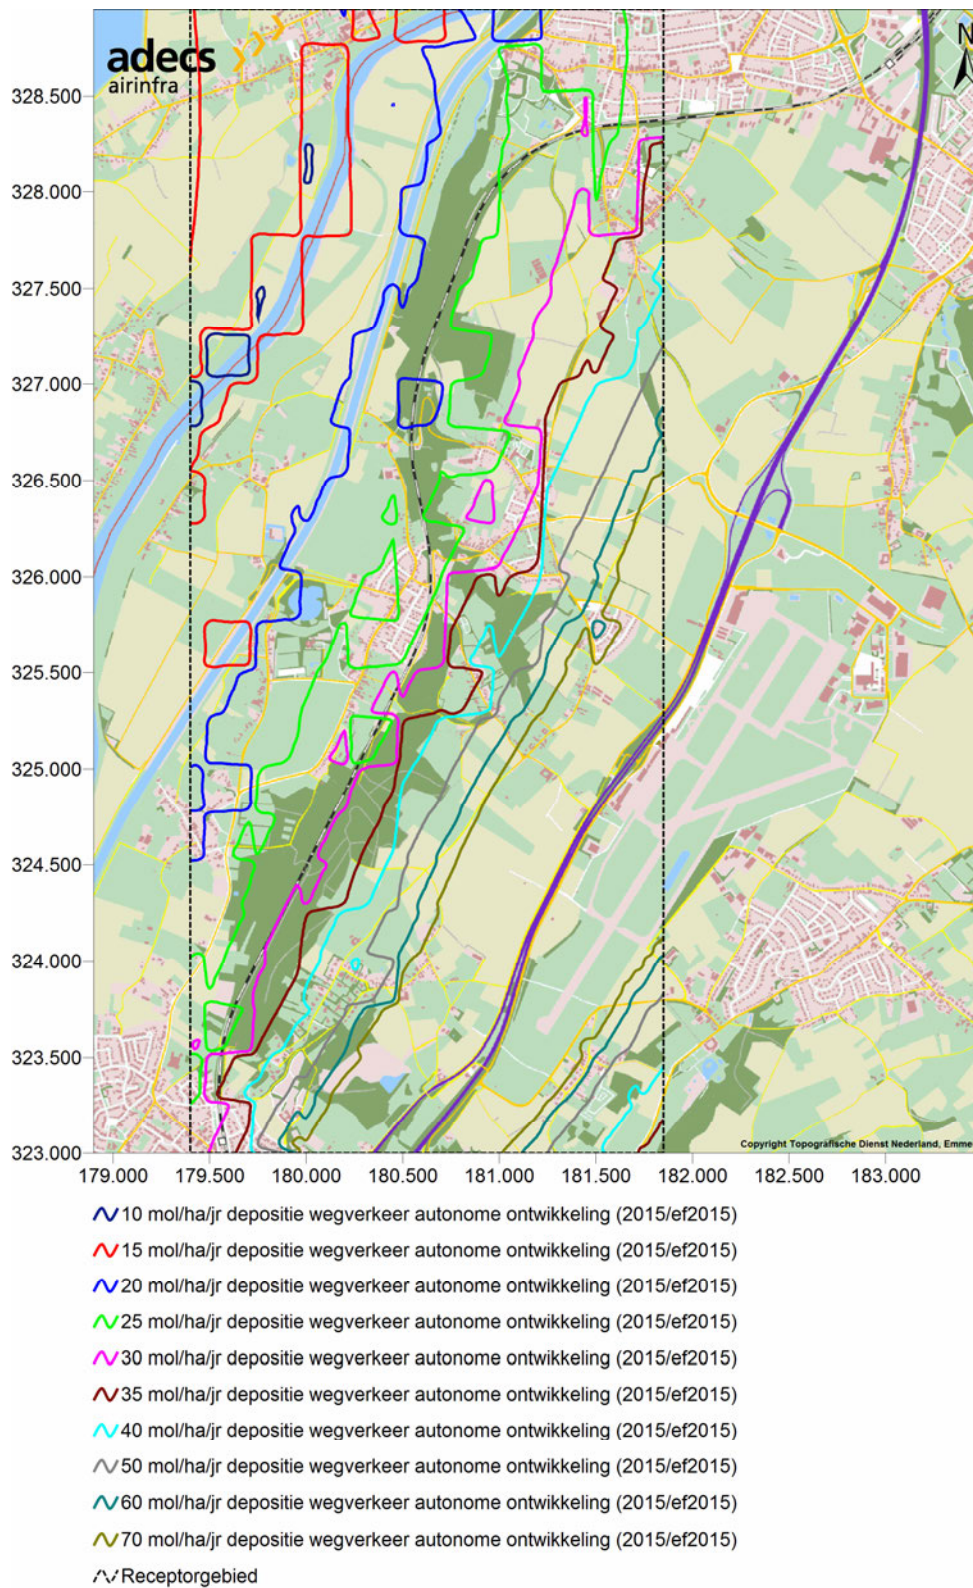 adecs
airinfra
N
328.500
328.000
327.500
327.000
326.500
326.000
325.500
325.000
324.500
324.000
323.500
323.000
Copyright Topografische Dienst Nederland, Emme
179.000 179.500 180.000 180.500 181.000 181.500 182.000 182.500 183.000
10 mol/ha/jr depositie wegverkeer autonome ontwikkeling (2015/ef2015)
15 mol/ha/jr depositie wegverkeer autonome ontwikkeling (2015/ef2015)
20 mol/ha/jr depositie wegverkeer autonome ontwikkeling (2015/ef2015)
25 mol/ha/jr depositie wegverkeer autonome ontwikkeling (2015/ef2015)
30 mol/ha/jr depositie wegverkeer autonome ontwikkeling (2015/ef2015)
35 mol/ha/jr depositie wegverkeer autonome ontwikkeling (2015/ef2015)
40 mol/ha/jr depositie wegverkeer autonome ontwikkeling (2015/ef2015)
50 mol/ha/jr depositie wegverkeer autonome ontwikkeling (2015/ef2015)
60 mol/ha/jr depositie wegverkeer autonome ontwikkeling (2015/ef2015)
70 mol/ha/jr depositie wegverkeer autonome ontwikkeling (2015/ef2015)
Receptorgebied